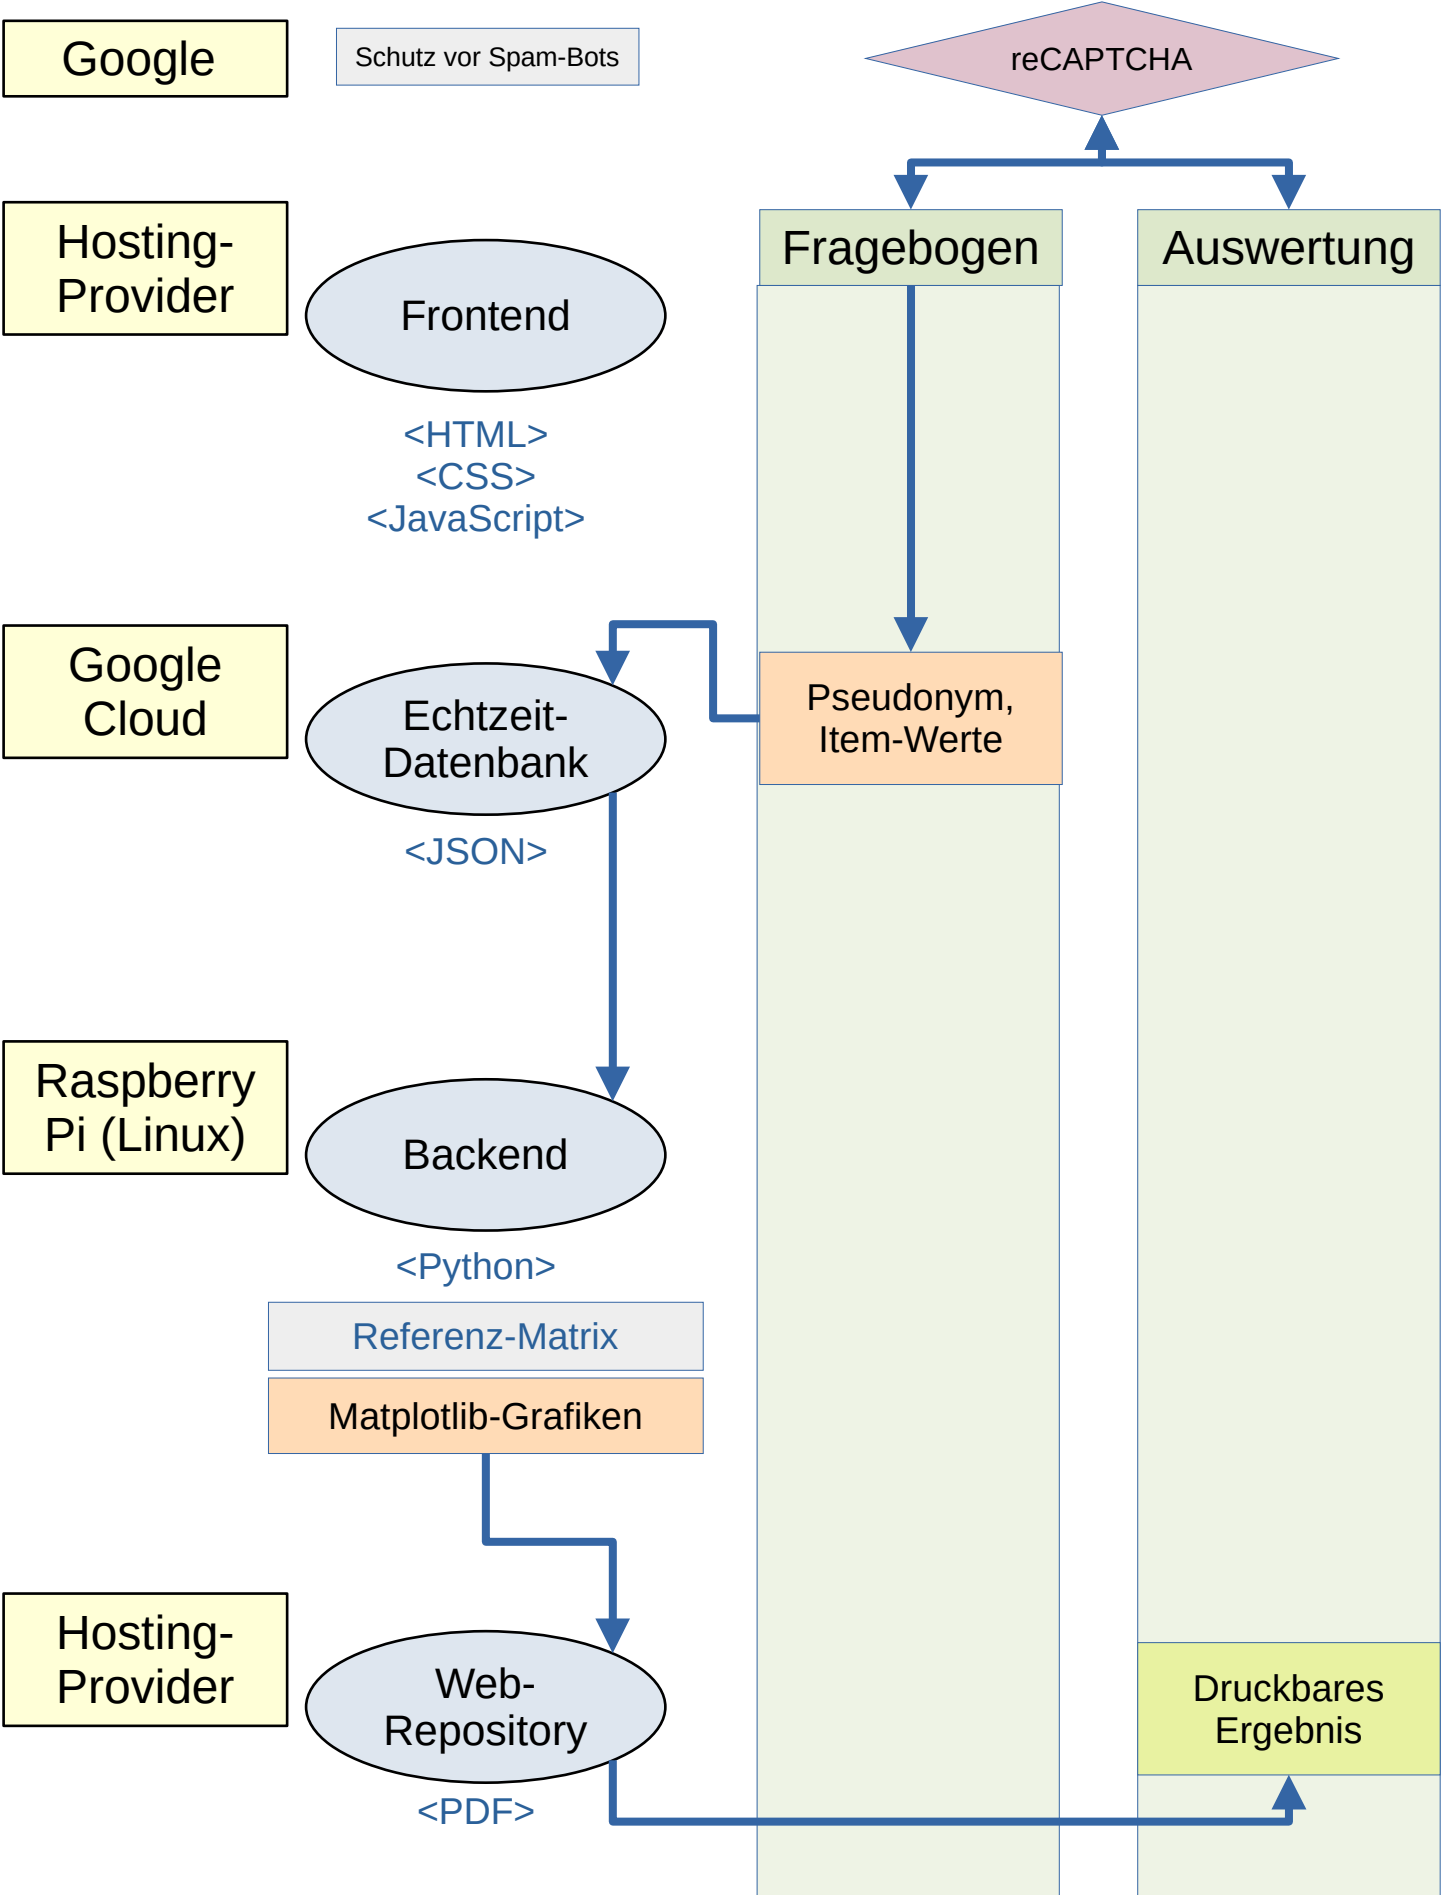 Google
Schutz vor Spam-Bots
reCAPTCHA
Hosting-
Provider
Frontend
Fragebogen
Auswertung
<HTML>
<CSS>
<JavaScript>
Google
Cloud
Echtzeit-
Datenbank
Pseudonym,
Item-Werte
<JSON>
Raspberry
Pi (Linux)
Backend
<Python>
Referenz-Matrix
Matplotlib-Grafiken
Hosting-
Provider
Web-
Repository
Druckbares
Ergebnis
<PDF>